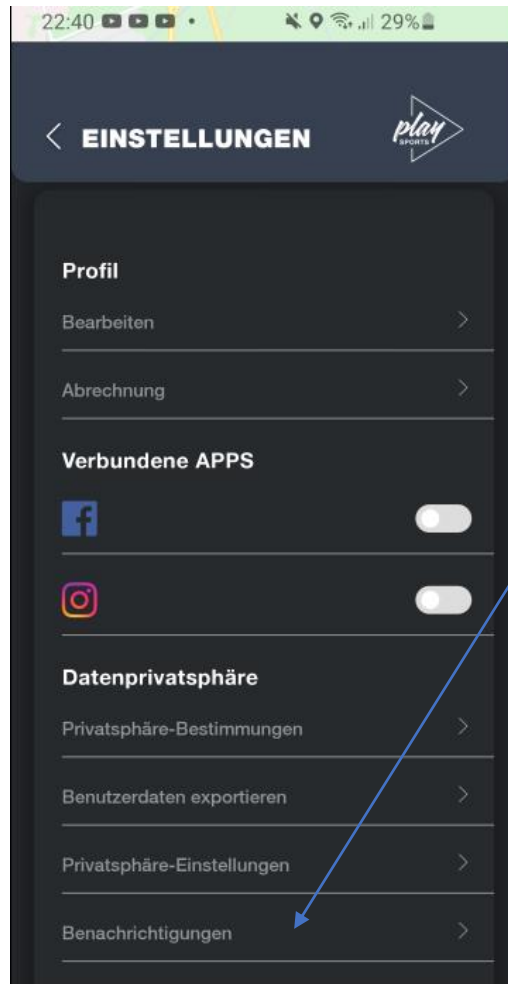 22:40 29%
EINSTELLUNGEN
play
SPORTS
Profil
Bearbeiten
Abrechnung
Verbundene APPS
Datenprivatsphäre
Privatsphäre-Bestimmungen
Benutzerdaten exportieren
Privatsphäre-Einstellungen
Benachrichtigungen